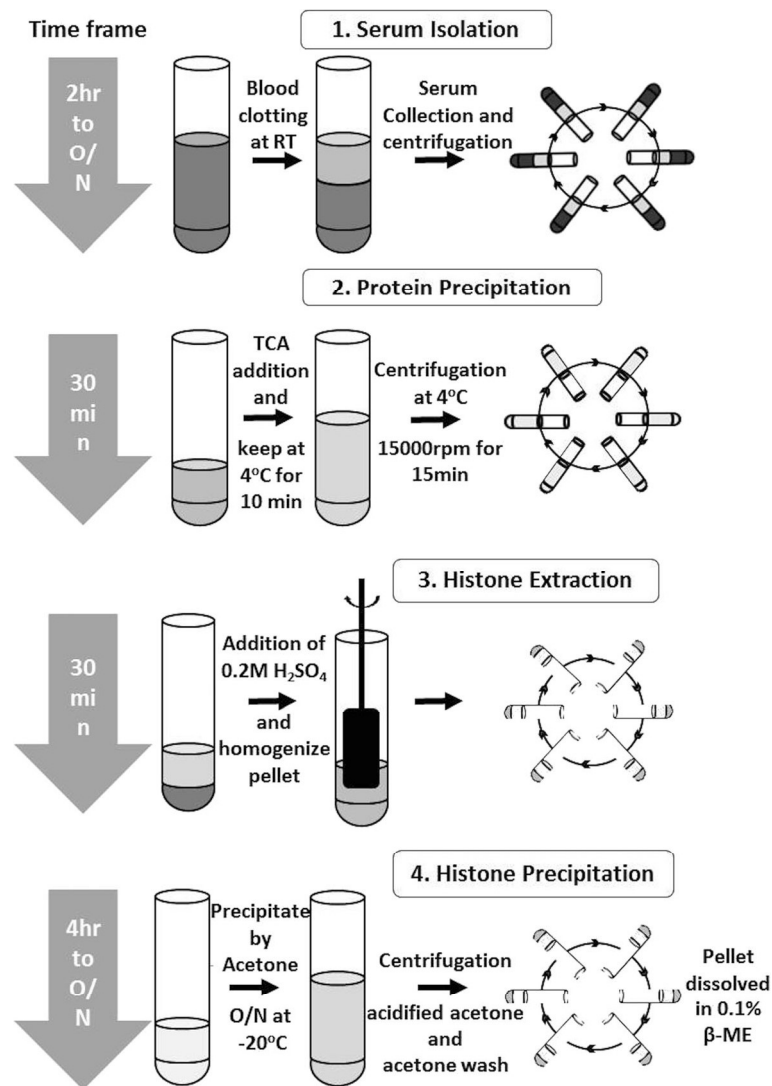 Time frame
1. Serum Isolation
2hr
to
O/
N
Blood
clotting
at RT
Serum
Collection and
centrifugation
2. Protein Precipitation
30
mi
n
TCA
addition
and
keep at
4°C for
10 min
Centrifugation
at 4°C
15000rpm for
15min
3. Histone Extraction
30
mi
n
Addition of
0.2M H₂SO₄
and
homogenize
pellet
4. Histone Precipitation
4hr
to
O/
N
Precipitate
by
Acetone
O/N at
-20°C
Centrifugation
acidified acetone
and
acetone wash
Pellet
dissolved
in 0.1%
β-ME